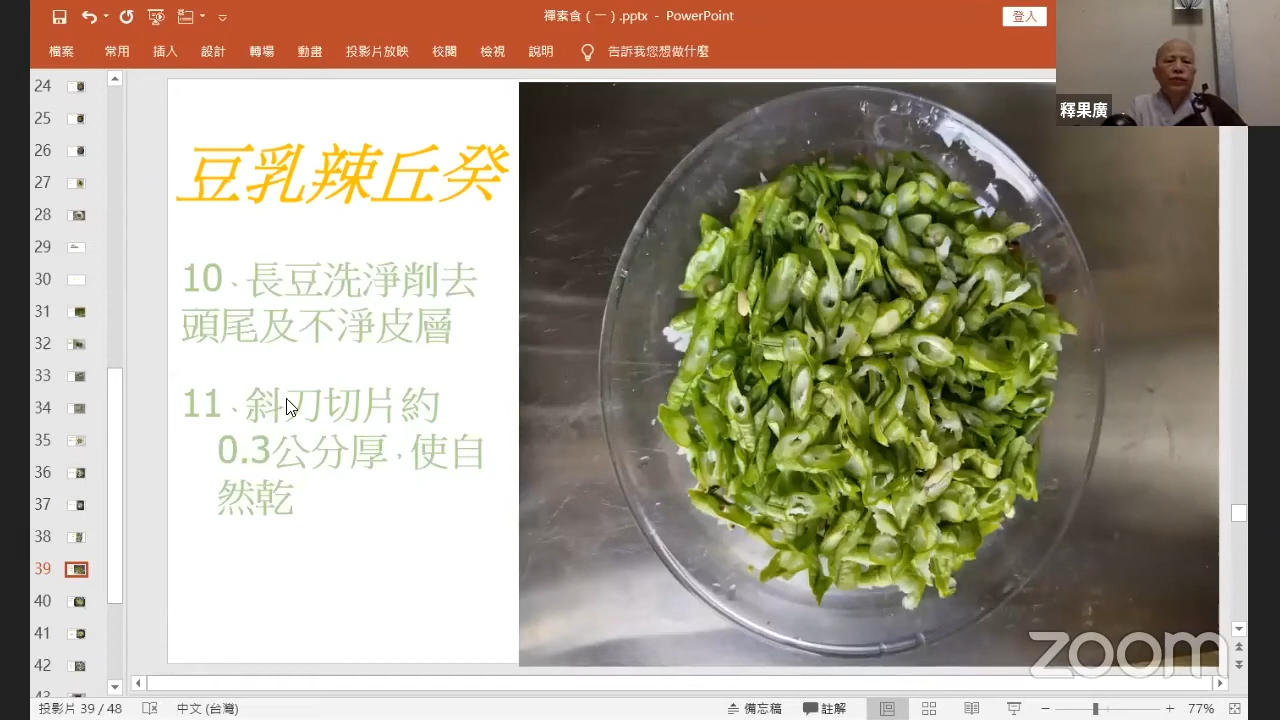 禪素食（一）.pptx - PowerPoint
登入
檔案 常用 插入 設計 轉場 動畫 投影片放映 校閱 檢視 說明 告訴我您想做什麼
釋果廣
24
25
26
27
28
29
30
31
32
33
34
35
36
37
38
39
40
41
42
43
豆乳辣丘癸
10、長豆洗淨削去
頭尾及不淨皮層
11、斜刀切片約
0.3公分厚，使自
然乾
zoom
投影片 39 / 48 中文 (台灣) 備忘稿 註解 77%